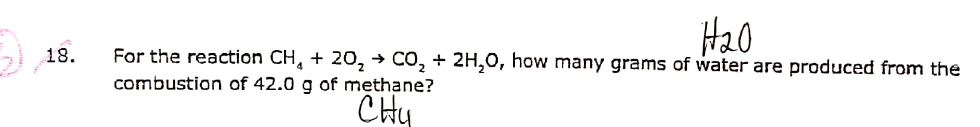 H2O
18. For the reaction CH₄ + 2O₂ → CO₂ + 2H₂O, how many grams of water are produced from the
combustion of 42.0 g of methane?
CH4